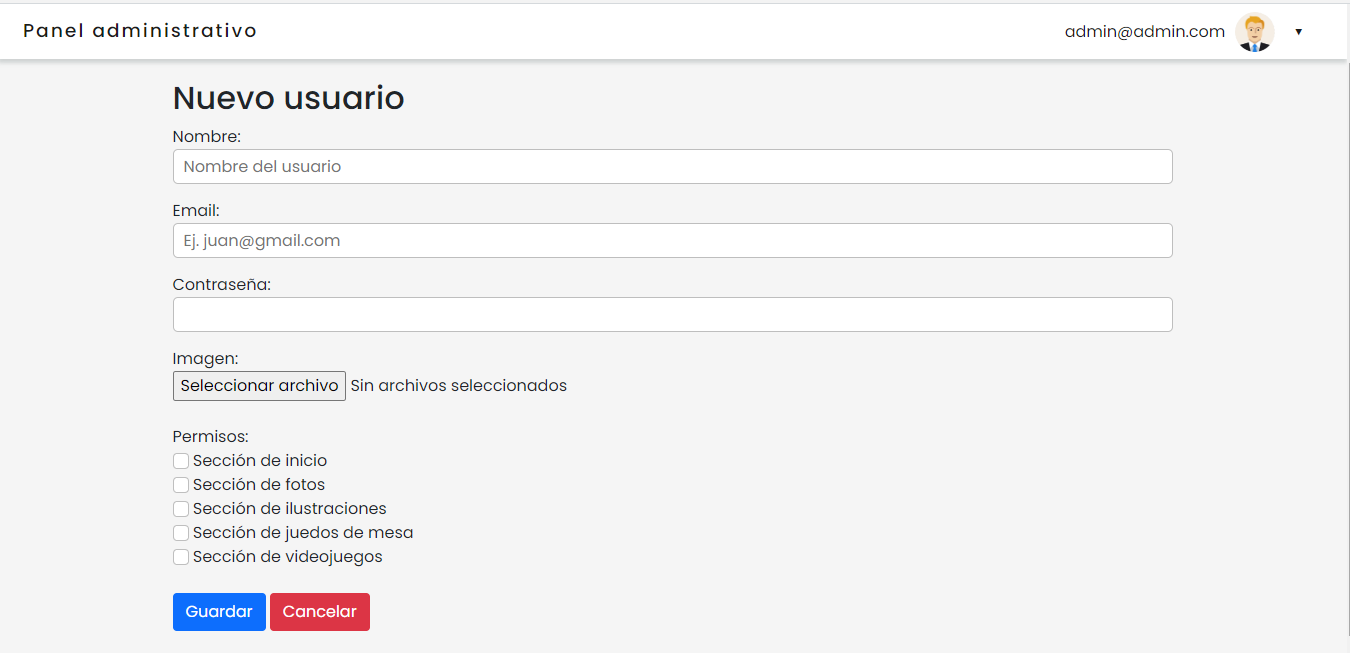 Panel administrativo
admin@admin.com ▼
Nuevo usuario
Nombre:
Nombre del usuario
Email:
Ej. juan@gmail.com
Contraseña:
Imagen:
Seleccionar archivo Sin archivos seleccionados
Permisos:
Sección de inicio
Sección de fotos
Sección de ilustraciones
Sección de juedos de mesa
Sección de videojuegos
Guardar Cancelar